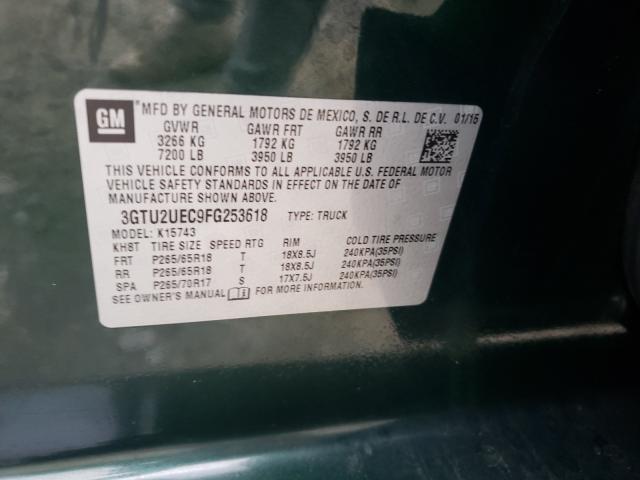 GM *MFD BY GENERAL MOTORS DE MEXICO, S. DE R.L. DE C.V. 01/15
GVWR GAWR FRT GAWR RR
3266 KG 1792 KG 1792 KG
7200 LB 3950 LB 3950 LB
THIS VEHICLE CONFORMS TO ALL APPLICABLE U.S. FEDERAL MOTOR
VEHICLE SAFETY STANDARDS IN EFFECT ON THE DATE OF
MANUFACTURE SHOWN ABOVE.
3GTU2UEC9FG253618 TYPE: TRUCK
MODEL: K15743
KH8T TIRE SIZE SPEED RTG RIM COLD TIRE PRESSURE
FRT P265/65R18 T 18X8.5J 240KPA(35PSI)
RR P265/65R18 T 18X8.5J 240KPA(35PSI)
SPA P265/70R17 S 17X7.5J 240KPA(35PSI)
SEE OWNER'S MANUAL FOR MORE INFORMATION.